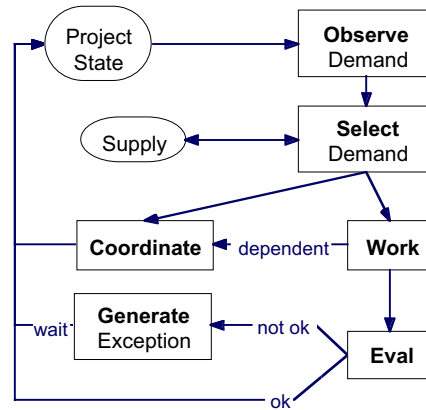 Project
State
Observe
Demand
Supply
Select
Demand
Coordinate
dependent
Work
Generate
Exception
wait
not ok
Eval
ok